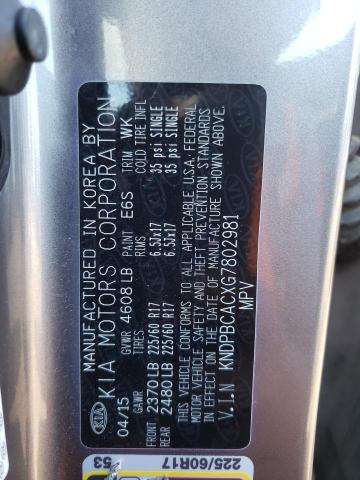 MANUFACTURED IN KOREA BY
KIA MOTORS CORPORATION
04/15 GVWR 4608 LB PAINT E6S TRIM WK
GAWR TIRES RIMS COLD TIRE INFL
FRONT 2370 LB 225/60 R17 6.5Jx17 35 psi SINGLE
REAR 2480 LB 225/60 R17 6.5Jx17 35 psi SINGLE
THIS VEHICLE CONFORMS TO ALL APPLICABLE U.S.A. FEDERAL
MOTOR VEHICLE SAFETY AND THEFT PREVENTION STANDARDS
IN EFFECT ON THE DATE OF MANUFACTURE SHOWN ABOVE.
V.I.N KNDPBCACXG7802981
MPV
KIA
225/60R17
53